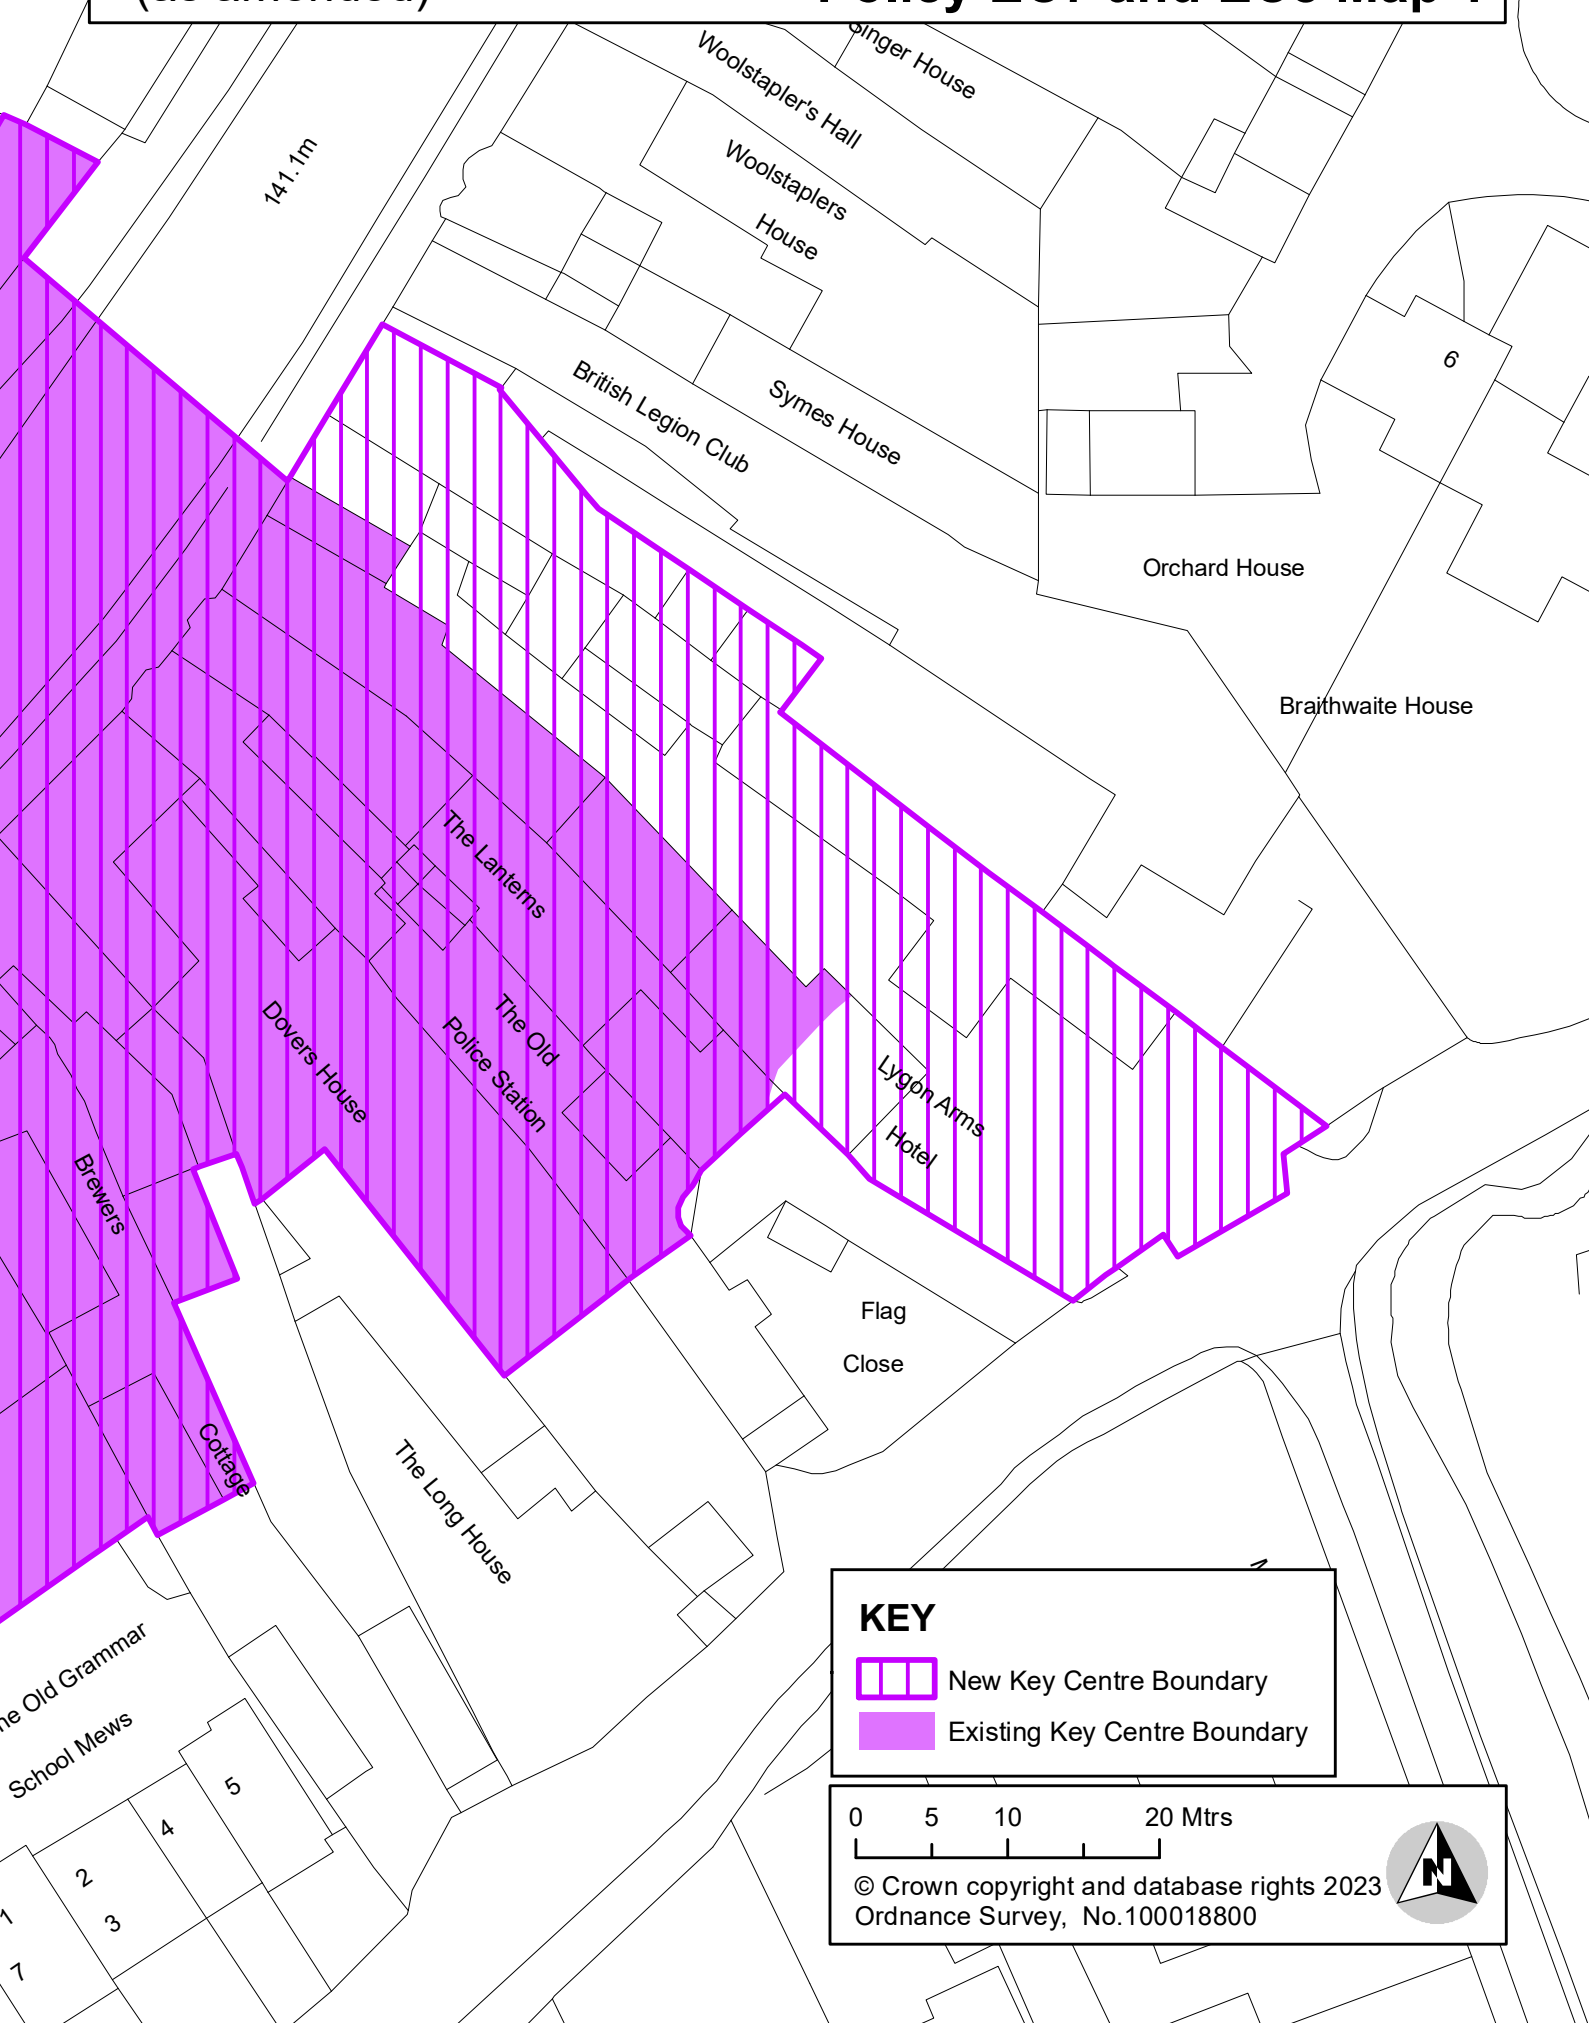 (as amended)
Singer House
Woolstapler's Hall
141.1m
Woolstaplers
House
British Legion Club
Symes House
6
Orchard House
Braithwaite House
The Lanterns
The Old
Police Station
Dovers House
Lygon Arms
Hotel
Brewers
Cottage
Flag
Close
The Long House
Old Grammar
School Mews
5
4
2
3
1
7
KEY
New Key Centre Boundary
Existing Key Centre Boundary
0 5 10 20 Mtrs
© Crown copyright and database rights 2023
Ordnance Survey, No.100018800
N